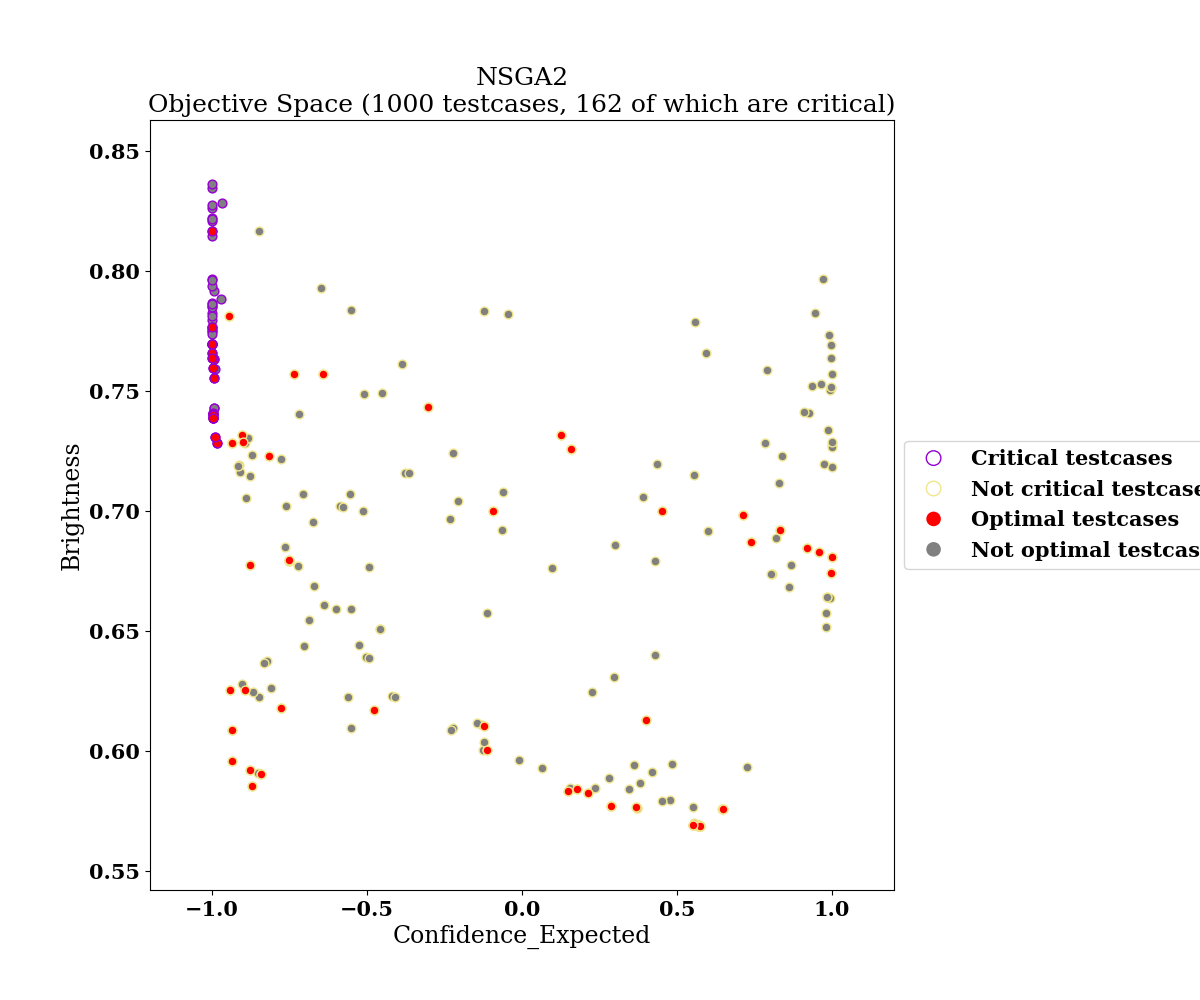 NSGA2
Objective Space (1000 testcases, 162 of which are critical)
0.85
0.80
0.75
0.70
0.65
0.60
0.55
Brightness
−1.0
−0.5
0.0
0.5
1.0
Confidence_Expected
Critical testcases
Not critical testcase
Optimal testcases
Not optimal testcas